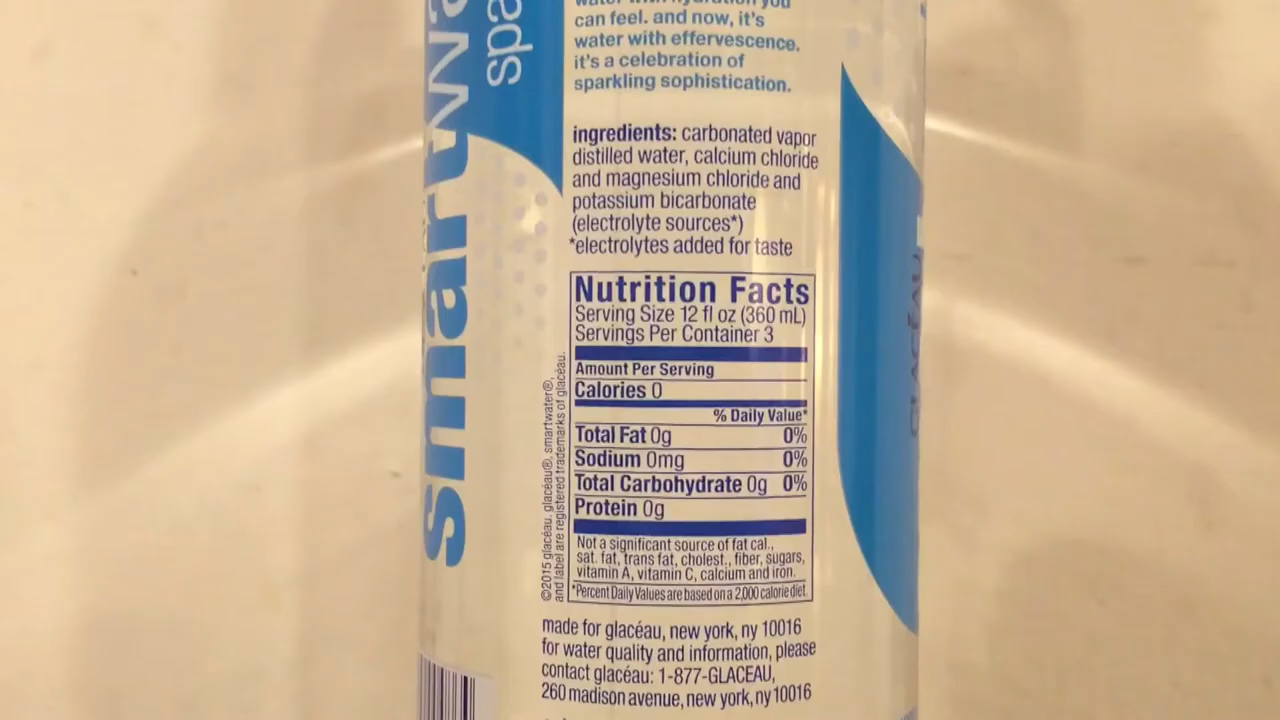 smartwa
spa
water with hydration you
can feel. and now, it's
water with effervescence.
it's a celebration of
sparkling sophistication.
ingredients: carbonated vapor
distilled water, calcium chloride
and magnesium chloride and
potassium bicarbonate
(electrolyte sources*)
*electrolytes added for taste
Nutrition Facts
Serving Size 12 fl oz (360 mL)
Servings Per Container 3
Amount Per Serving
Calories 0
% Daily Value*
Total Fat 0g 0%
Sodium 0mg 0%
Total Carbohydrate 0g 0%
Protein 0g
Not a significant source of fat cal.,
sat. fat, trans fat, cholest., fiber, sugars,
vitamin A, vitamin C, calcium and iron.
*Percent Daily Values are based on a 2,000 calorie diet.
©2015 glacéau. glacéau®, smartwater®,
and label are registered trademarks of glacéau.
made for glacéau, new york, ny 10016
for water quality and information, please
contact glacéau: 1-877-GLACEAU,
260 madison avenue, new york, ny 10016
GLACÉAU